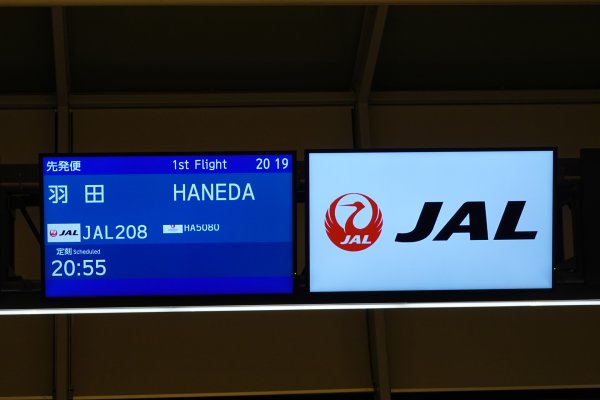 先発便 1st Flight 20 19
羽田 HANEDA
JAL JAL208 HA5080
定刻 Scheduled
20:55
JAL
JAL